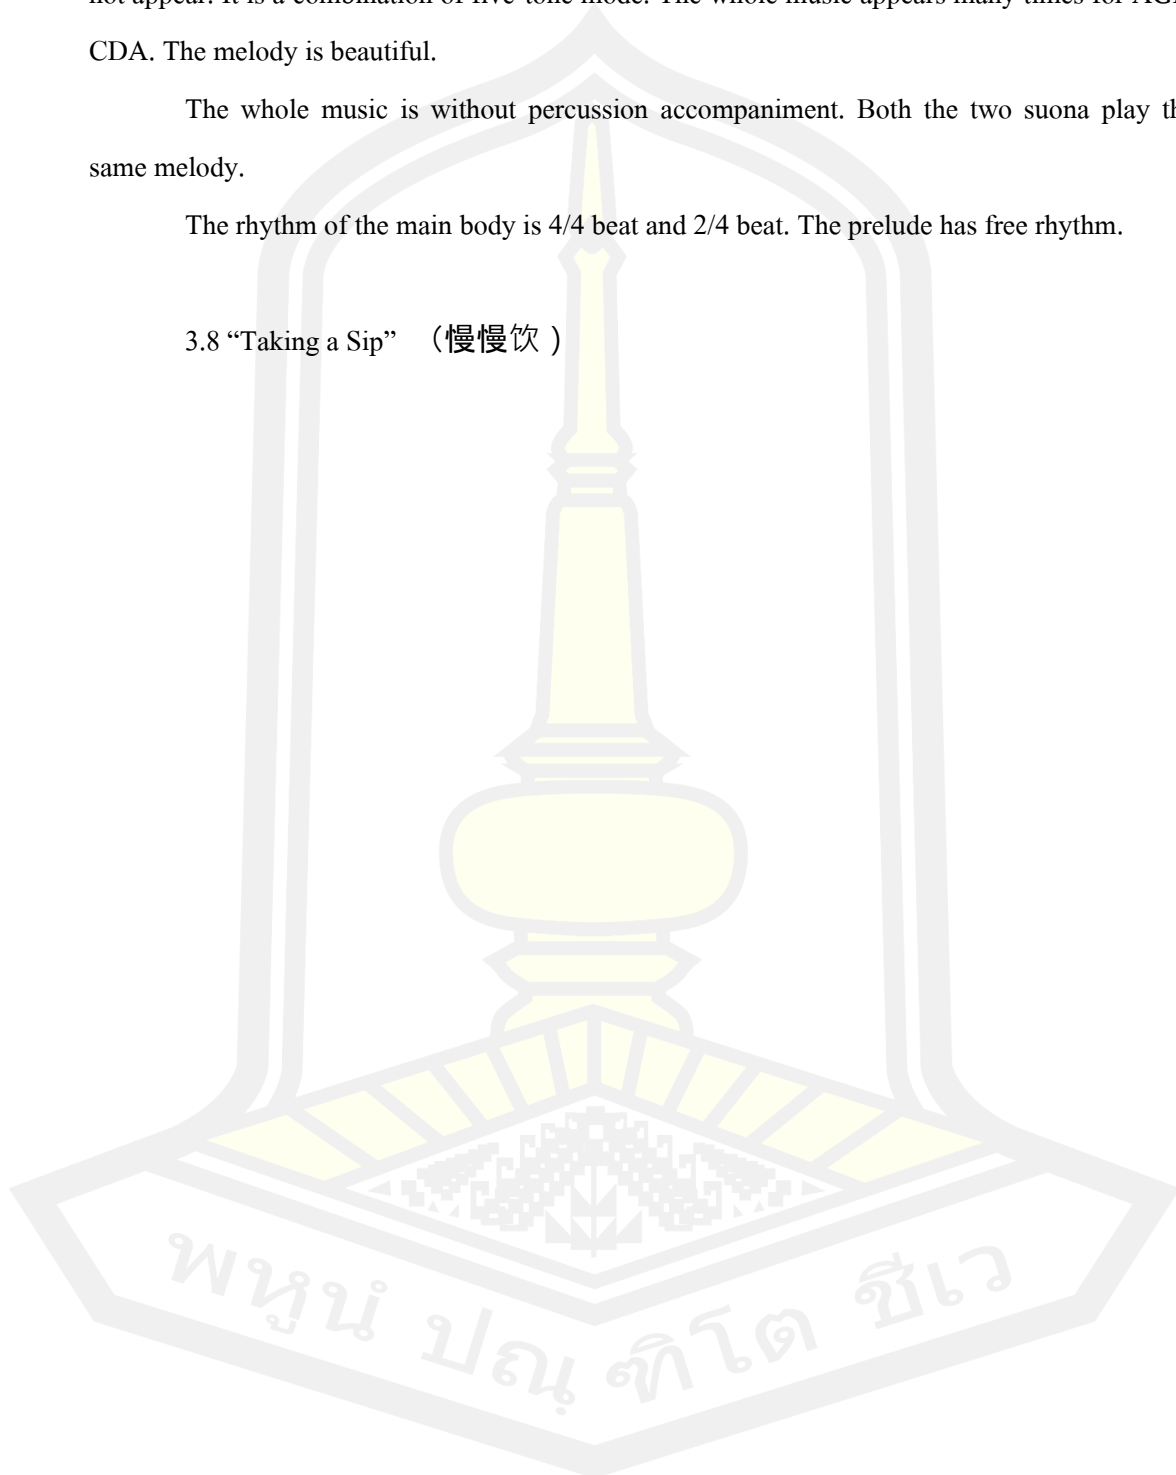 not appear. It is a combination of five-tone mode. The whole music appears many times for
CDA. The melody is beautiful.
The whole music is without percussion accompaniment. Both the two suona play
same melody.
The rhythm of the main body is 4/4 beat and 2/4 beat. The prelude has free rhythm.
3.8 “Taking a Sip” （慢慢饮）
พหูนํ ปณฺฑิโต ชีเว